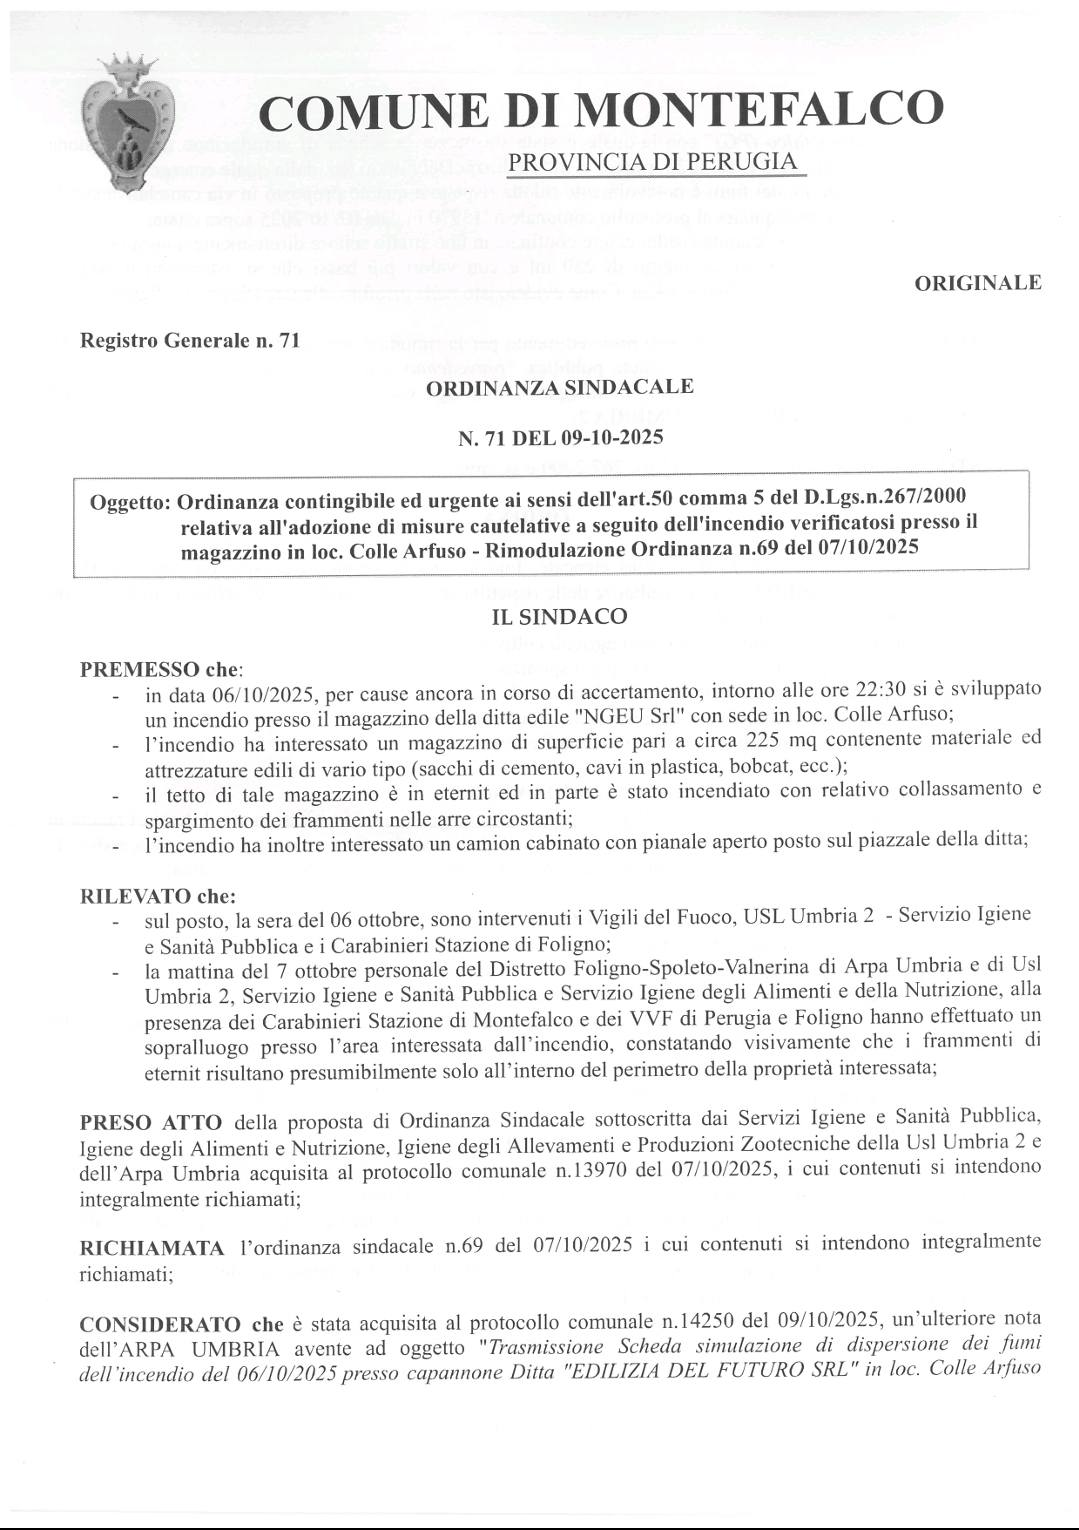 COMUNE DI MONTEFALCO
PROVINCIA DI PERUGIA
ORIGINALE
Registro Generale n. 71
ORDINANZA SINDACALE
N. 71 DEL 09-10-2025
Oggetto: Ordinanza contingibile ed urgente ai sensi dell'art.50 comma 5 del D.Lgs.n.267/2000
relativa all'adozione di misure cautelative a seguito dell'incendio verificatosi presso il
magazzino in loc. Colle Arfuso - Rimodulazione Ordinanza n.69 del 07/10/2025
IL SINDACO
PREMESSO che:
- in data 06/10/2025, per cause ancora in corso di accertamento, intorno alle ore 22:30 si è sviluppato
un incendio presso il magazzino della ditta edile "NGEU Srl" con sede in loc. Colle Arfuso;
- l'incendio ha interessato un magazzino di superficie pari a circa 225 mq contenente materiale ed
attrezzature edili di vario tipo (sacchi di cemento, cavi in plastica, bobcat, ecc.);
- il tetto di tale magazzino è in eternit ed in parte è stato incendiato con relativo collassamento e
spargimento dei frammenti nelle arre circostanti;
- l'incendio ha inoltre interessato un camion cabinato con pianale aperto posto sul piazzale della ditta;
RILEVATO che:
- sul posto, la sera del 06 ottobre, sono intervenuti i Vigili del Fuoco, USL Umbria 2 - Servizio Igiene
e Sanità Pubblica e i Carabinieri Stazione di Foligno;
- la mattina del 7 ottobre personale del Distretto Foligno-Spoleto-Valnerina di Arpa Umbria e di Usl
Umbria 2, Servizio Igiene e Sanità Pubblica e Servizio Igiene degli Alimenti e della Nutrizione, alla
presenza dei Carabinieri Stazione di Montefalco e dei VVF di Perugia e Foligno hanno effettuato un
sopralluogo presso l'area interessata dall'incendio, constatando visivamente che i frammenti di
eternit risultano presumibilmente solo all'interno del perimetro della proprietà interessata;
PRESO ATTO della proposta di Ordinanza Sindacale sottoscritta dai Servizi Igiene e Sanità Pubblica,
Igiene degli Alimenti e Nutrizione, Igiene degli Allevamenti e Produzioni Zootecniche della Usl Umbria 2 e
dell'Arpa Umbria acquisita al protocollo comunale n.13970 del 07/10/2025, i cui contenuti si intendono
integralmente richiamati;
RICHIAMATA l'ordinanza sindacale n.69 del 07/10/2025 i cui contenuti si intendono integralmente
richiamati;
CONSIDERATO che è stata acquisita al protocollo comunale n.14250 del 09/10/2025, un'ulteriore nota
dell'ARPA UMBRIA avente ad oggetto "Trasmissione Scheda simulazione di dispersione dei fumi
dell'incendio del 06/10/2025 presso capannone Ditta "EDILIZIA DEL FUTURO SRL" in loc. Colle Arfuso